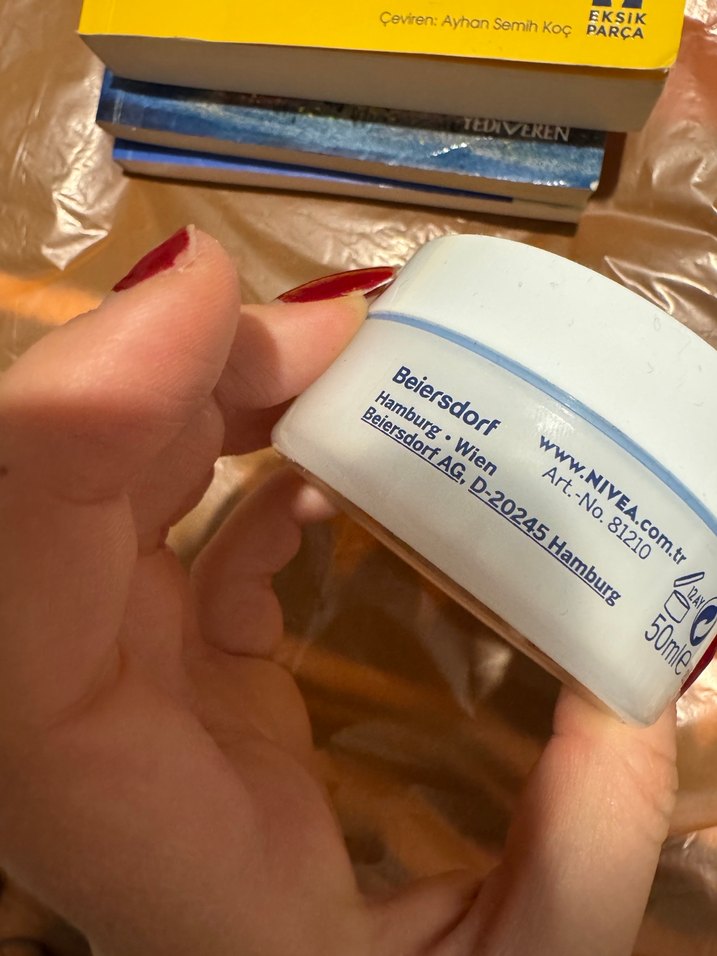 EKSİK
PARÇA
Çeviren: Ayhan Semih Koç
YEDİVEREN
Beiersdorf
Hamburg • Wien
Beiersdorf AG, D-20245 Hamburg
www.NIVEA.com.tr
Art.-No. 81210
12AY
50ml e